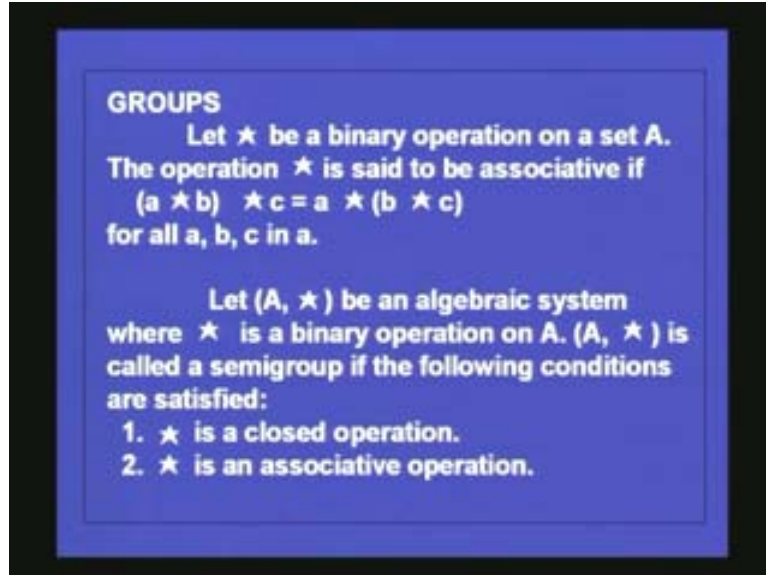 GROUPS
Let ★ be a binary operation on a set A.
The operation ★ is said to be associative if
(a ★ b) ★ c = a ★ (b ★ c)
for all a, b, c in a.
Let (A, ★) be an algebraic system
where ★ is a binary operation on A. (A, ★) is
called a semigroup if the following conditions
are satisfied:
1. ★ is a closed operation.
2. ★ is an associative operation.